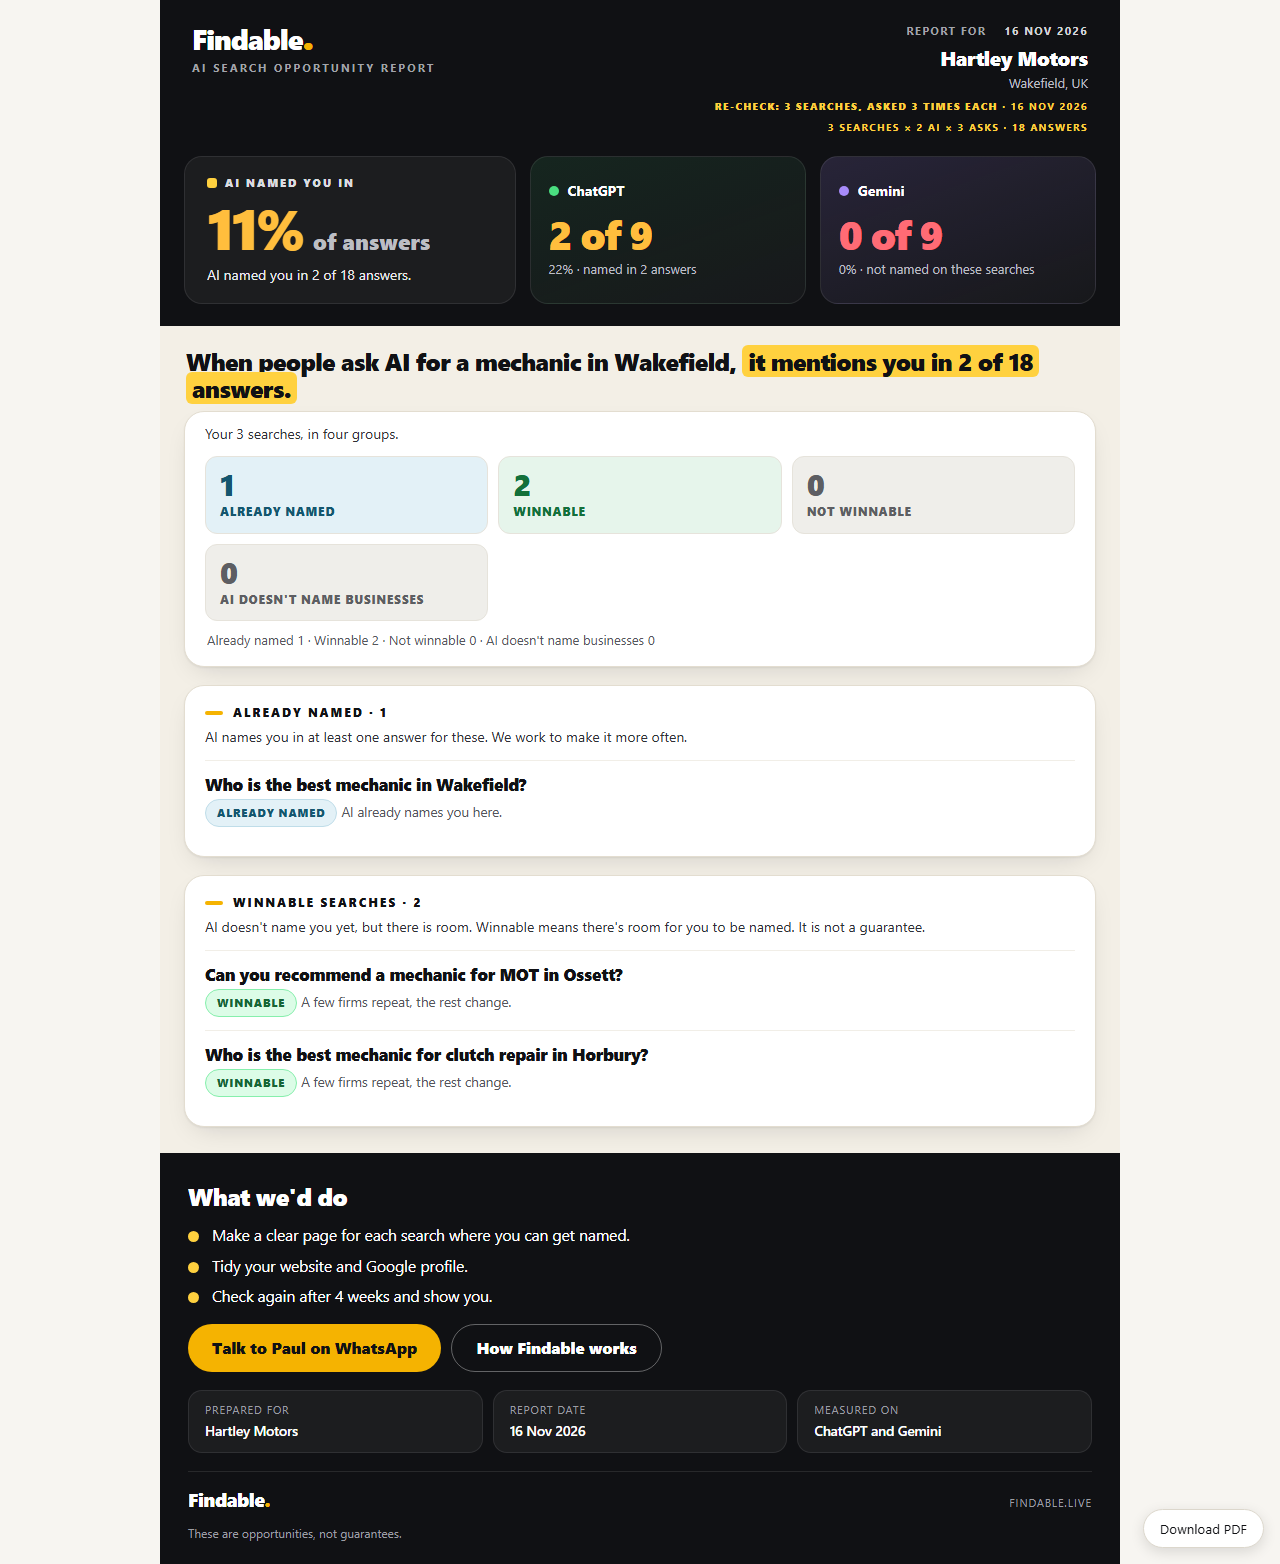 Findable.
AI SEARCH OPPORTUNITY REPORT
REPORT FOR 16 NOV 2026
Hartley Motors
Wakefield, UK
RE-CHECK: 3 SEARCHES, ASKED 3 TIMES EACH · 16 NOV 2026
3 SEARCHES × 2 AI × 3 ASKS · 18 ANSWERS
AI NAMED YOU IN
11% of answers
AI named you in 2 of 18 answers.
ChatGPT
2 of 9
22% · named in 2 answers
Gemini
0 of 9
0% · not named on these searches
When people ask AI for a mechanic in Wakefield, it mentions you in 2 of 18
answers.
Your 3 searches, in four groups.
1
ALREADY NAMED
2
WINNABLE
0
NOT WINNABLE
0
AI DOESN'T NAME BUSINESSES
Already named 1 · Winnable 2 · Not winnable 0 · AI doesn't name businesses 0
ALREADY NAMED · 1
AI names you in at least one answer for these. We work to make it more often.
Who is the best mechanic in Wakefield?
ALREADY NAMED AI already names you here.
WINNABLE SEARCHES · 2
AI doesn't name you yet, but there is room. Winnable means there's room for you to be named. It is not a guarantee.
Can you recommend a mechanic for MOT in Ossett?
WINNABLE A few firms repeat, the rest change.
Who is the best mechanic for clutch repair in Horbury?
WINNABLE A few firms repeat, the rest change.
What we'd do
Make a clear page for each search where you can get named.
Tidy your website and Google profile.
Check again after 4 weeks and show you.
Talk to Paul on WhatsApp
How Findable works
PREPARED FOR
Hartley Motors
REPORT DATE
16 Nov 2026
MEASURED ON
ChatGPT and Gemini
Findable.
FINDABLE.LIVE
These are opportunities, not guarantees.
Download PDF